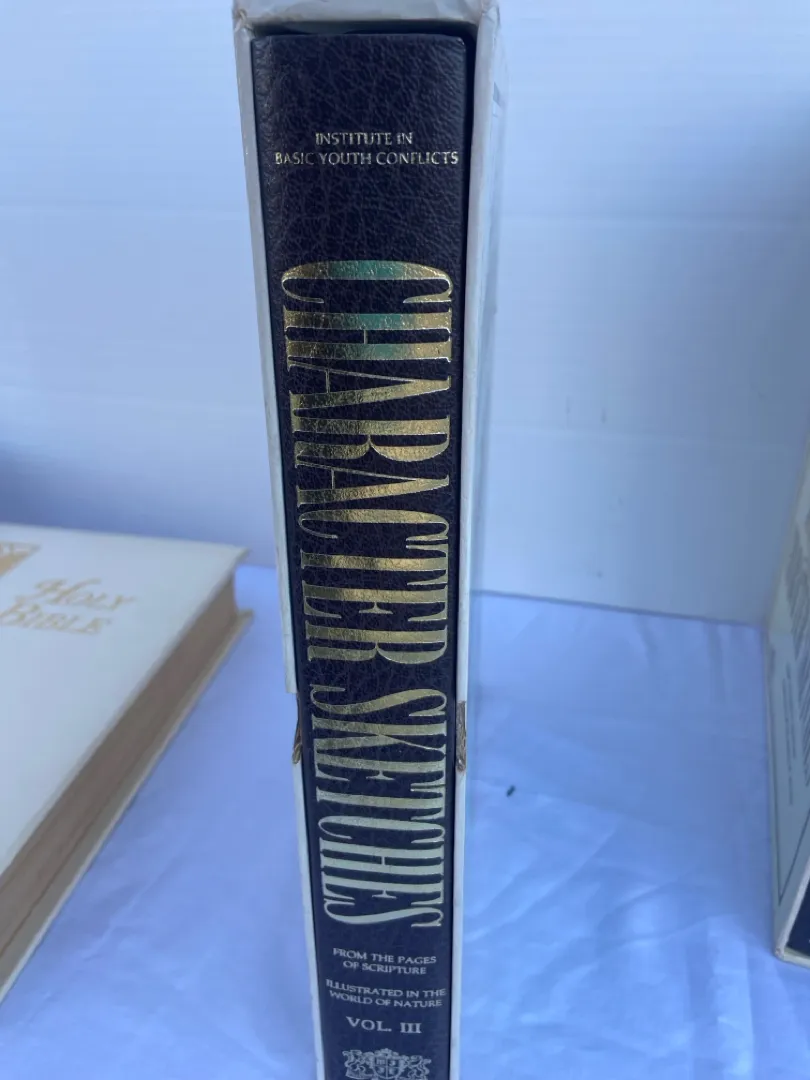 INSTITUTE IN
BASIC YOUTH CONFLICTS
CHARACTER SKETCHES
FROM THE PAGES
OF SCRIPTURE
ILLUSTRATED IN THE
WORLD OF NATURE
VOL. III
HOLY
BIBLE